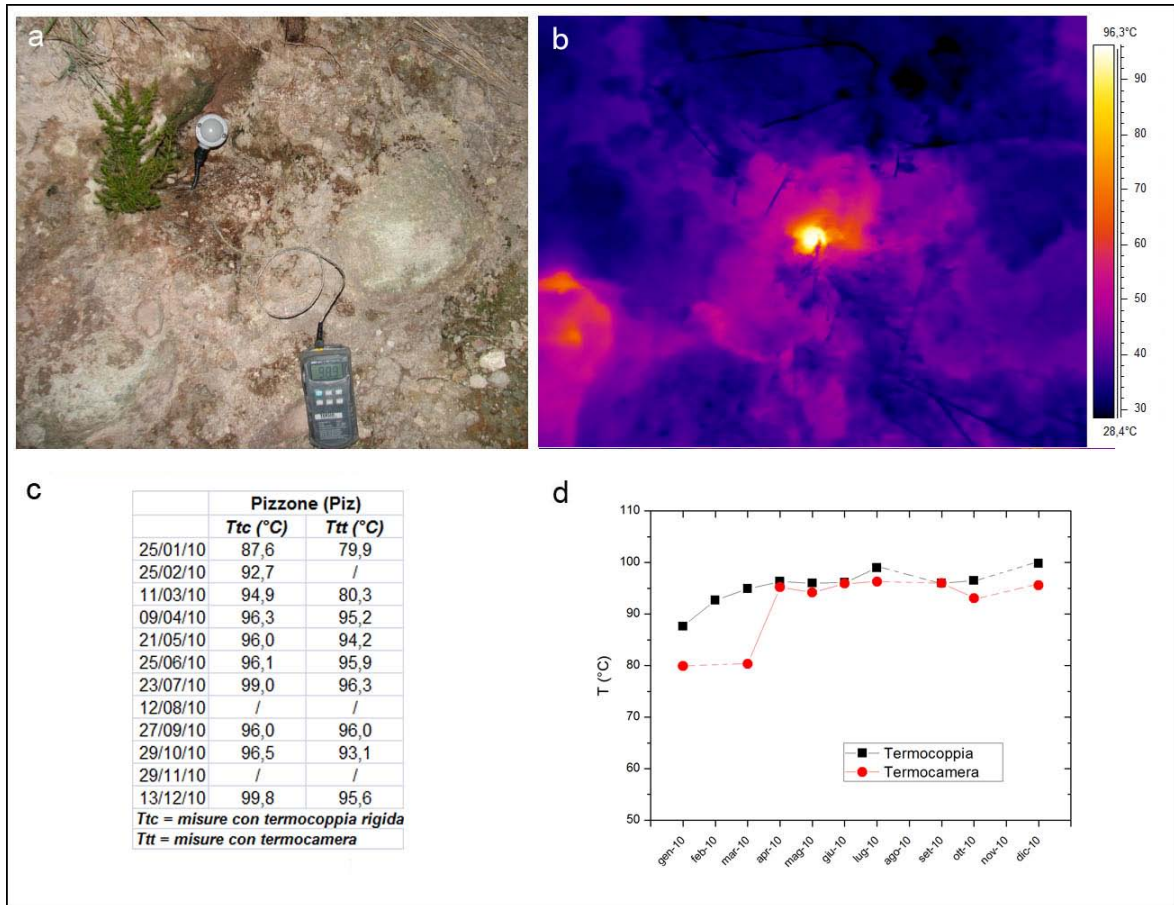 a
b
96,3°C
90
80
70
60
50
40
30
28,4°C
c
Pizzone (Piz)
Ttc (°C) Ttt (°C)
25/01/10 87,6 79,9
25/02/10 92,7 /
11/03/10 94,9 80,3
09/04/10 96,3 95,2
21/05/10 96,0 94,2
25/06/10 96,1 95,9
23/07/10 99,0 96,3
12/08/10 / /
27/09/10 96,0 96,0
29/10/10 96,5 93,1
29/11/10 / /
13/12/10 99,8 95,6
Ttc = misure con termocoppia rigida
Ttt = misure con termocamera
d
110
100
90
80
70
60
50
T (°C)
Termocoppia
Termocamera
gen-10 feb-10 mar-10 apr-10 mag-10 giu-10 lug-10 ago-10 set-10 ott-10 nov-10 dic-10